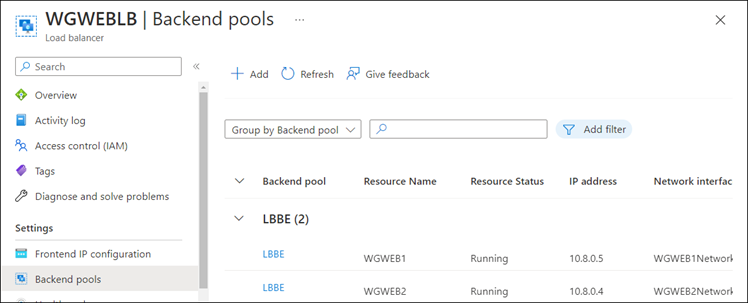 WGWEBLB | Backend pools ...
Load balancer
Search
Overview
Activity log
Access control (IAM)
Tags
Diagnose and solve problems
Settings
Frontend IP configuration
Backend pools
Add Refresh Give feedback
Group by Backend pool Add filter
Backend pool Resource Name Resource Status IP address Network interfac
LBBE (2)
LBBE WGWEB1 Running 10.8.0.5 WGWEB1Network
LBBE WGWEB2 Running 10.8.0.4 WGWEB2Network